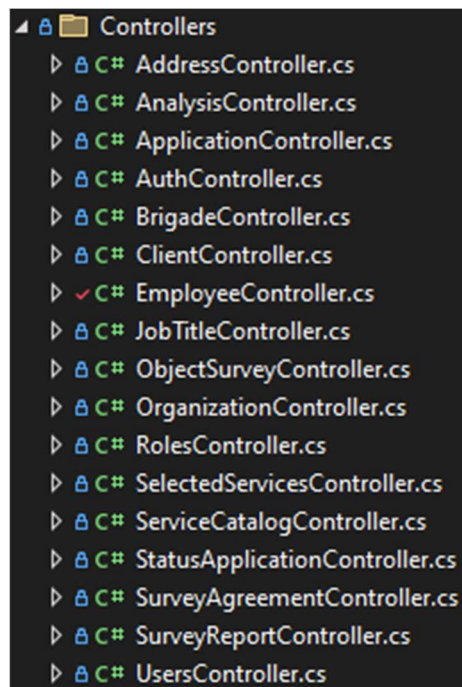 Controllers
C# AddressController.cs
C# AnalysisController.cs
C# ApplicationController.cs
C# AuthController.cs
C# BrigadeController.cs
C# ClientController.cs
C# EmployeeController.cs
C# JobTitleController.cs
C# ObjectSurveyController.cs
C# OrganizationController.cs
C# RolesController.cs
C# SelectedServicesController.cs
C# ServiceCatalogController.cs
C# StatusApplicationController.cs
C# SurveyAgreementController.cs
C# SurveyReportController.cs
C# UsersController.cs